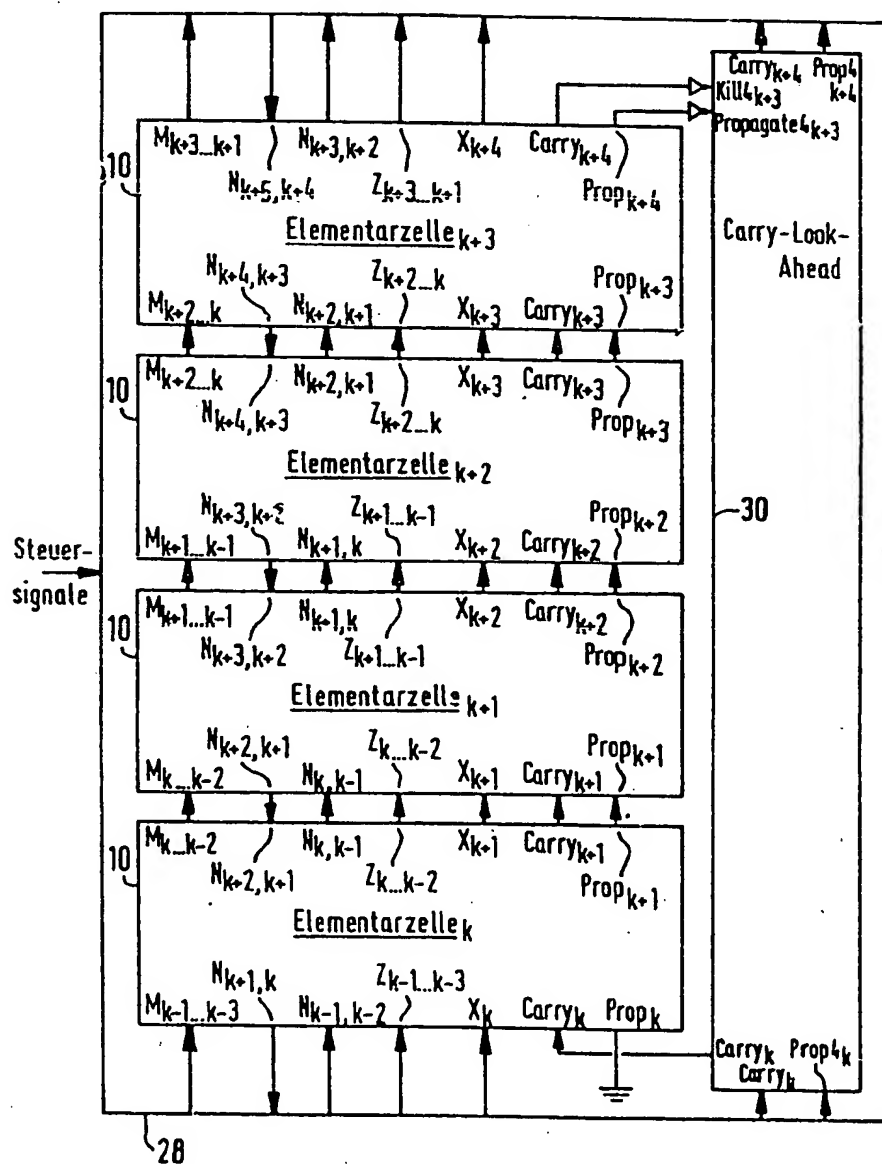 Carry k+4 Prop4 k+4
Kill4 k+3
Propagate4 k+3
Carry-Look-
Ahead
30
Carry k Prop4 k
Carry k
10
M k+3...k+1 N k+3,k+2 X k+4 Carry k+4
N k+5,k+4 Z k+3...k+1 Prop k+4
Elementarzelle k+3
N k+4,k+3 Z k+2...k Prop k+3
M k+2...k N k+2,k+1 X k+3 Carry k+3
10
M k+2...k N k+2,k+1 X k+3 Carry k+3
N k+4,k+3 Z k+2...k Prop k+3
Elementarzelle k+2
N k+3,k+2 Z k+1...k-1 Prop k+2
M k+1...k-1 N k+1,k X k+2 Carry k+2
Steuer-
signale
10
M k+1...k-1 N k+1,k X k+2 Carry k+2
N k+3,k+2 Z k+1...k-1 Prop k+2
Elementarzelle k+1
N k+2,k+1 Z k...k-2 Prop k+1
M k...k-2 N k,k-1 X k+1 Carry k+1
10
M k...k-2 N k,k-1 X k+1 Carry k+1
N k+2,k+1 Z k...k-2 Prop k+1
Elementarzelle k
N k+1,k Z k-1...k-3
M k-1...k-3 N k-1,k-2 X k Carry k Prop k
28